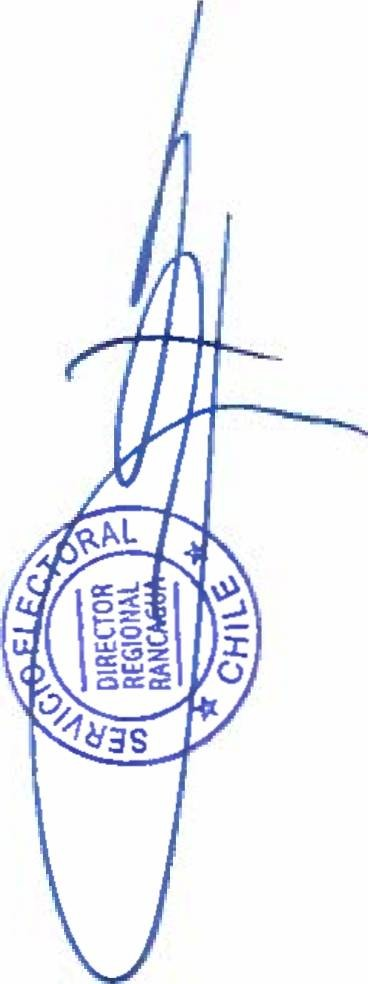 SERVICIO ELECTORAL
★ CHILE ★
DIRECTOR
REGIONAL
RANCAGUA